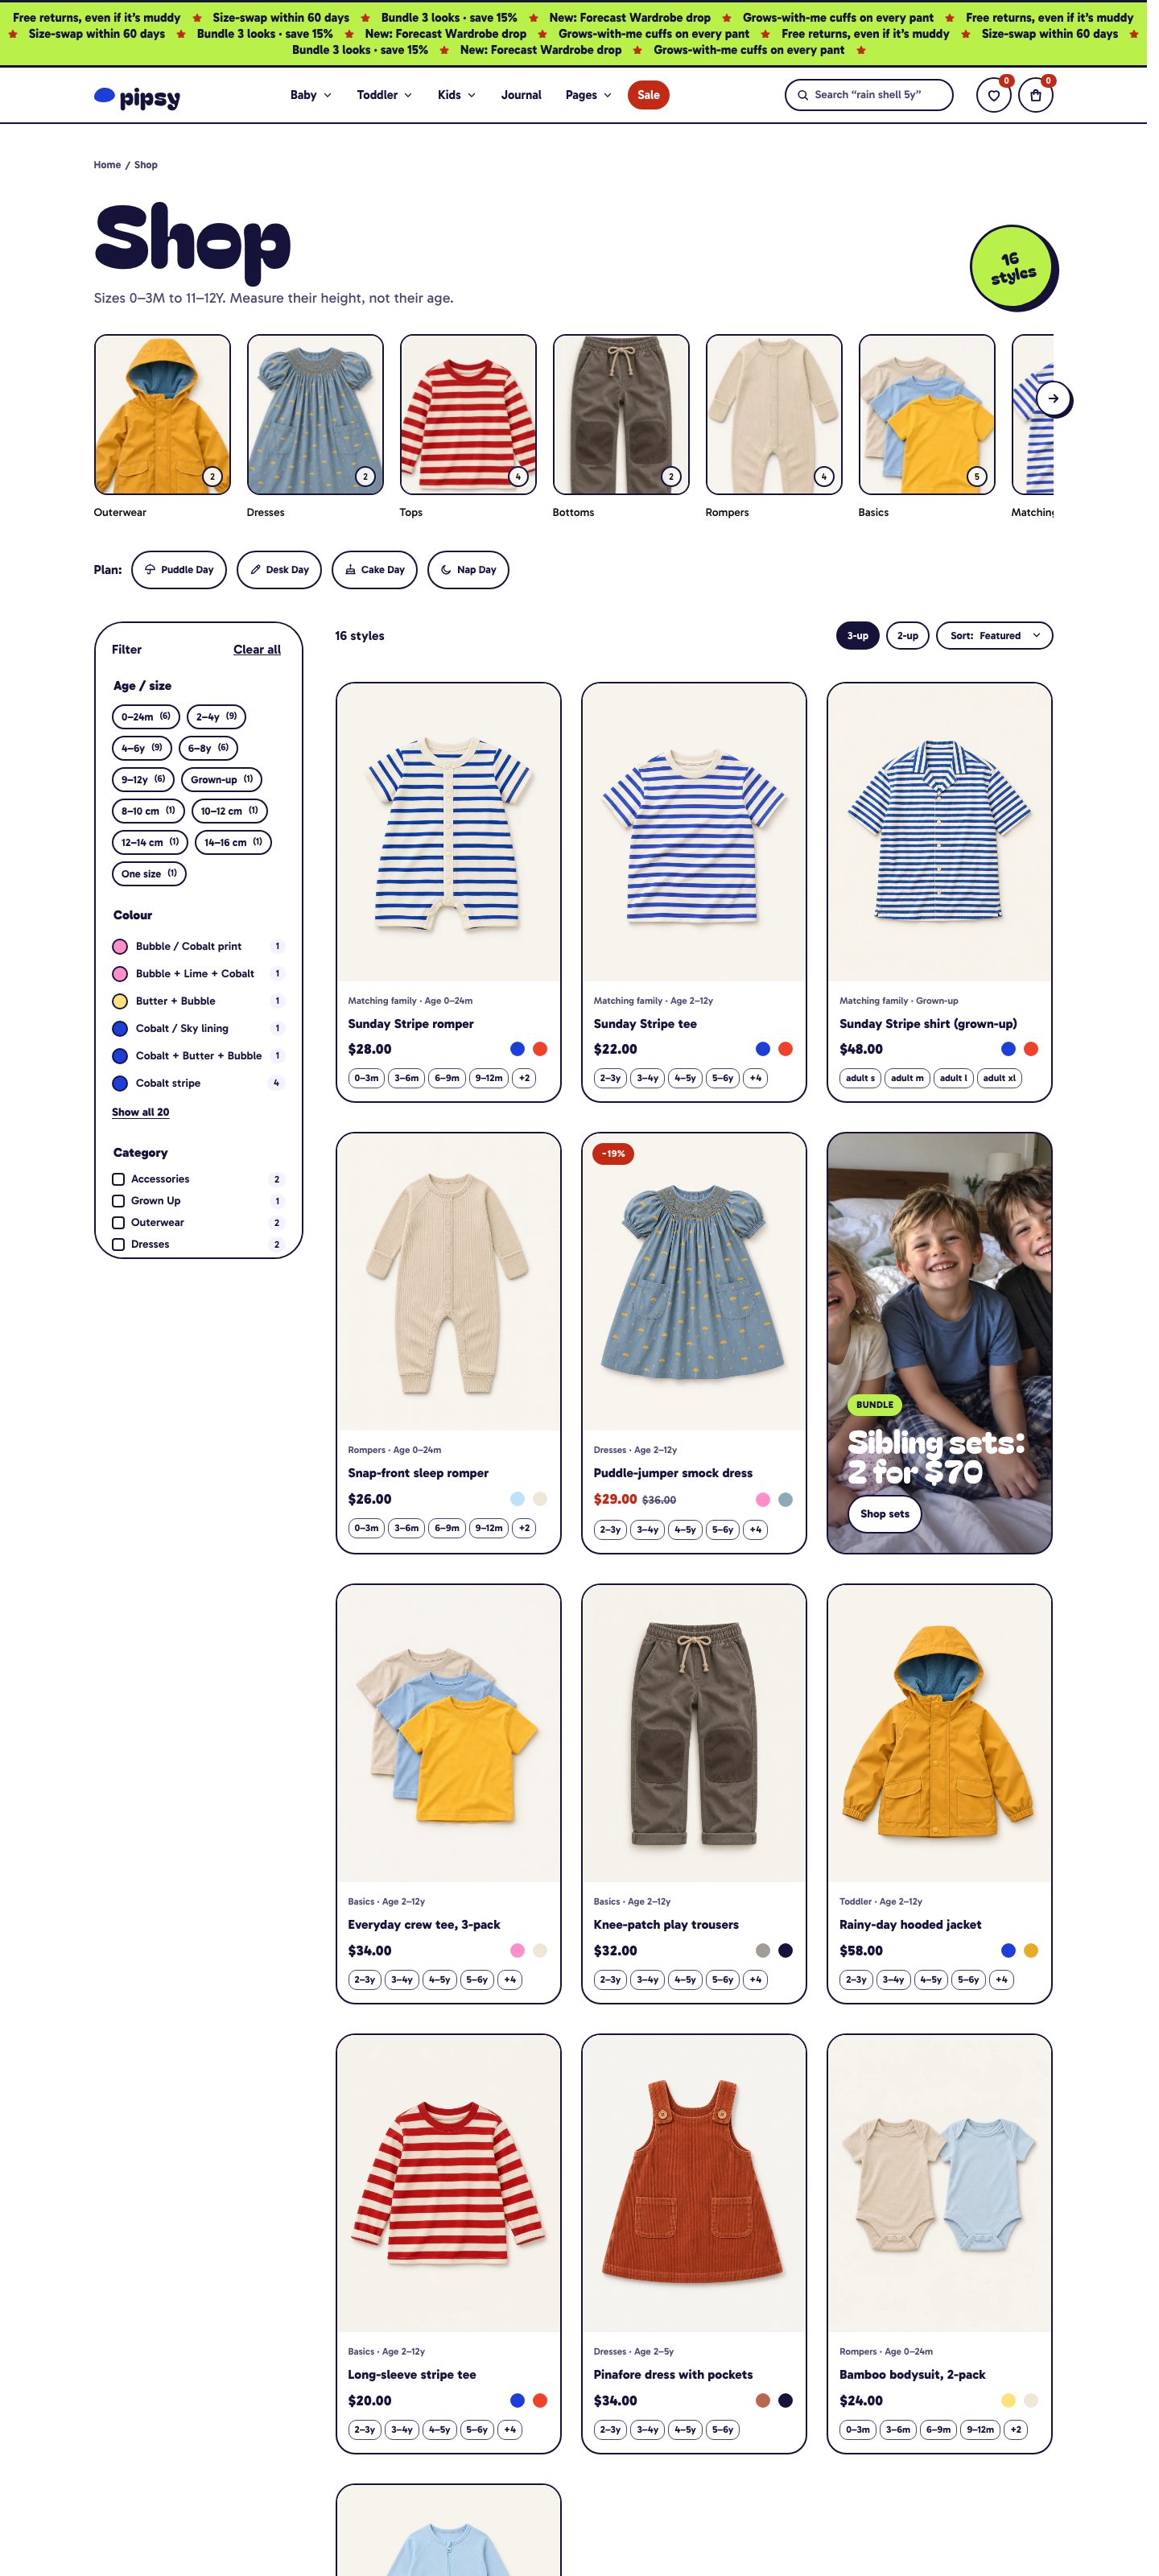 Free returns, even if it's muddy ★ Size-swap within 60 days ★ Bundle 3 looks · save 15% ★ New: Forecast Wardrobe drop ★ Grows-with-me cuffs on every pant ★ Free returns, even if it's muddy
★ Size-swap within 60 days ★ Bundle 3 looks · save 15% ★ New: Forecast Wardrobe drop ★ Grows-with-me cuffs on every pant ★ Free returns, even if it's muddy ★ Size-swap within 60 days ★
Bundle 3 looks · save 15% ★ New: Forecast Wardrobe drop ★ Grows-with-me cuffs on every pant ★
pipsy
Baby Toddler Kids Journal Pages Sale
Search “rain shell 5y”
0 0
Home / Shop
Shop
16
styles
Sizes 0–3M to 11–12Y. Measure their height, not their age.
2 2 4 2 4 5
Outerwear Dresses Tops Bottoms Rompers Basics Matching
Plan: Puddle Day Desk Day Cake Day Nap Day
Filter Clear all
Age / size
0–24m (6) 2–4y (9)
4–6y (9) 6–8y (6)
9–12y (6) Grown-up (1)
8–10 cm (1) 10–12 cm (1)
12–14 cm (1) 14–16 cm (1)
One size (1)
Colour
Bubble / Cobalt print 1
Bubble + Lime + Cobalt 1
Butter + Bubble 1
Cobalt / Sky lining 1
Cobalt + Butter + Bubble 1
Cobalt stripe 4
Show all 20
Category
Accessories 2
Grown Up 1
Outerwear 2
Dresses 2
16 styles
3-up 2-up Sort: Featured
Matching family · Age 0–24m
Sunday Stripe romper
$28.00
0–3m 3–6m 6–9m 9–12m +2
Matching family · Age 2–12y
Sunday Stripe tee
$22.00
2–3y 3–4y 4–5y 5–6y +4
Matching family · Grown-up
Sunday Stripe shirt (grown-up)
$48.00
adult s adult m adult l adult xl
Rompers · Age 0–24m
Snap-front sleep romper
$26.00
0–3m 3–6m 6–9m 9–12m +2
−19%
Dresses · Age 2–12y
Puddle-jumper smock dress
$29.00 $36.00
2–3y 3–4y 4–5y 5–6y +4
BUNDLE
Sibling sets:
2 for $70
Shop sets
Basics · Age 2–12y
Everyday crew tee, 3-pack
$34.00
2–3y 3–4y 4–5y 5–6y +4
Basics · Age 2–12y
Knee-patch play trousers
$32.00
2–3y 3–4y 4–5y 5–6y +4
Toddler · Age 2–12y
Rainy-day hooded jacket
$58.00
2–3y 3–4y 4–5y 5–6y +4
Basics · Age 2–12y
Long-sleeve stripe tee
$20.00
2–3y 3–4y 4–5y 5–6y +4
Dresses · Age 2–5y
Pinafore dress with pockets
$34.00
2–3y 3–4y 4–5y 5–6y
Rompers · Age 0–24m
Bamboo bodysuit, 2-pack
$24.00
0–3m 3–6m 6–9m 9–12m +2